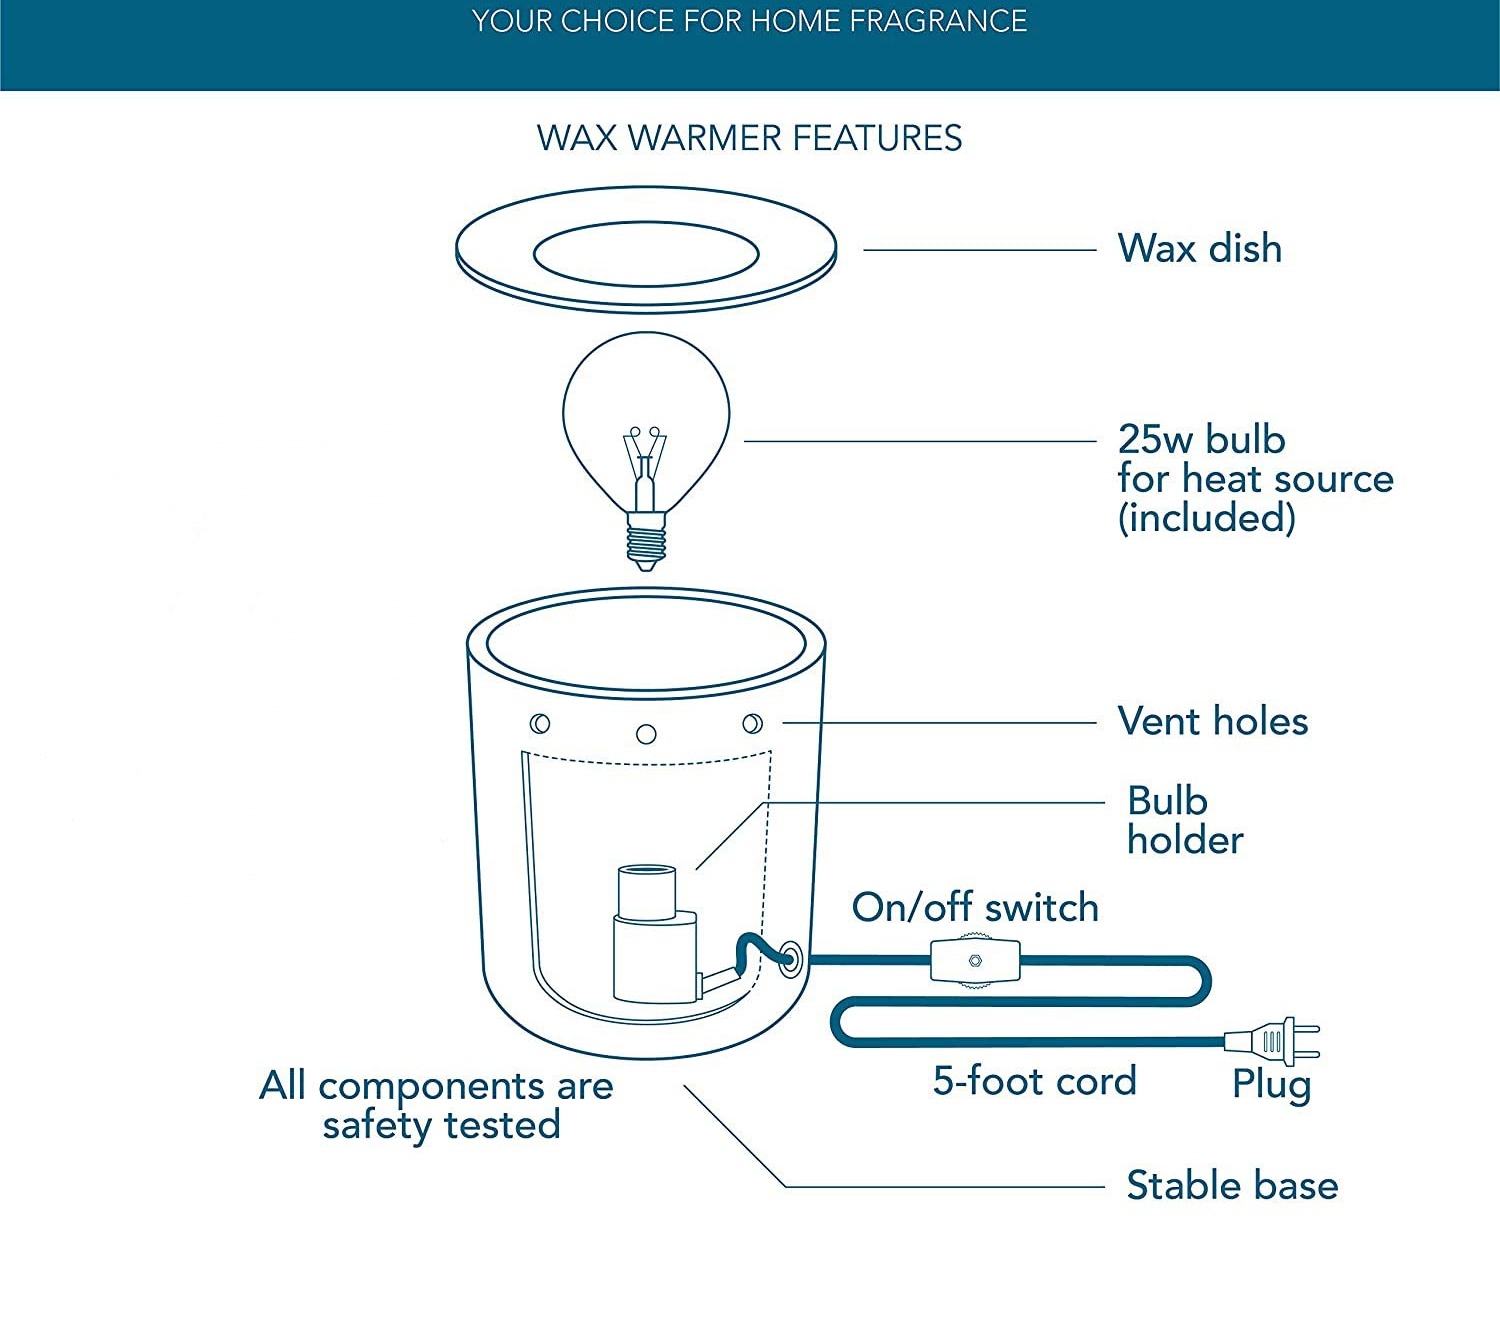 YOUR CHOICE FOR HOME FRAGRANCE
WAX WARMER FEATURES
Wax dish
25w bulb
for heat source
(included)
Vent holes
Bulb
holder
On/off switch
5-foot cord
Plug
All components are
safety tested
Stable base